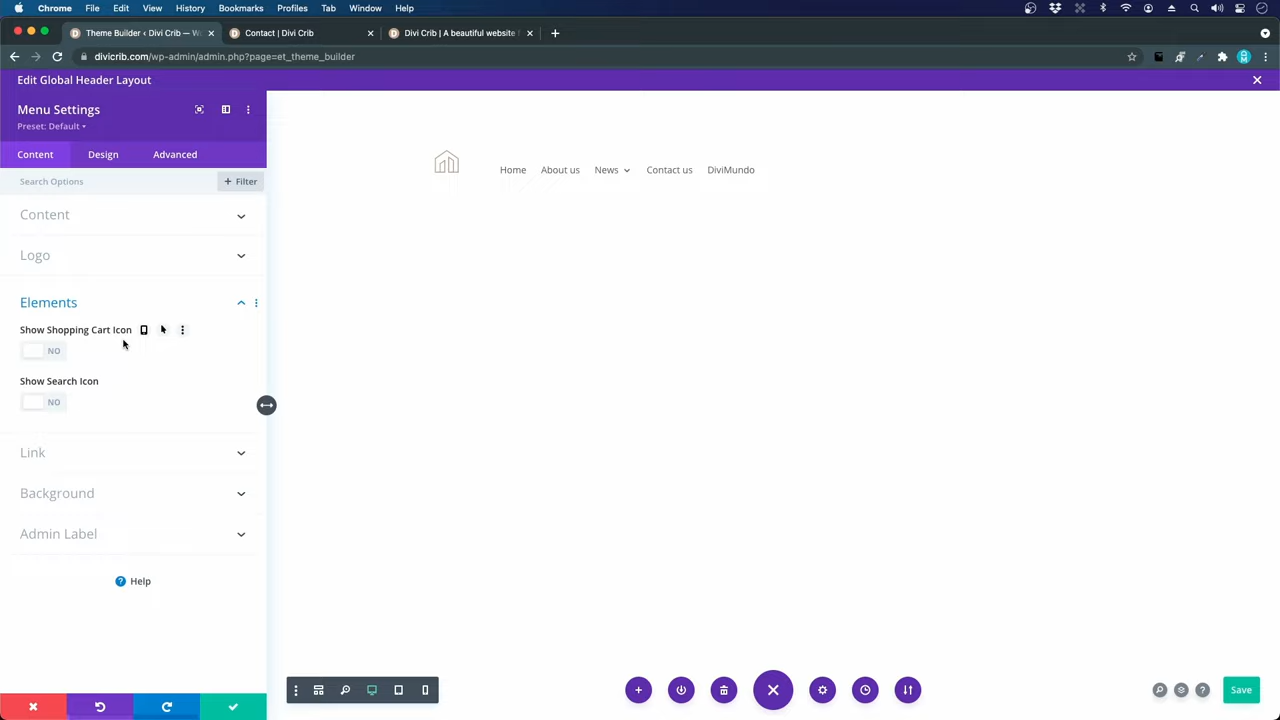 Chrome File Edit View History Bookmarks Profiles Tab Window Help
Theme Builder ‹ Divi Crib — W Contact | Divi Crib Divi Crib | A beautiful website
divicrib.com/wp-admin/admin.php?page=et_theme_builder
Edit Global Header Layout
Menu Settings
Preset: Default
Content Design Advanced
Search Options + Filter
Content
Logo
Elements
Show Shopping Cart Icon
NO
Show Search Icon
NO
Link
Background
Admin Label
? Help
Home About us News Contact us DiviMundo
Save